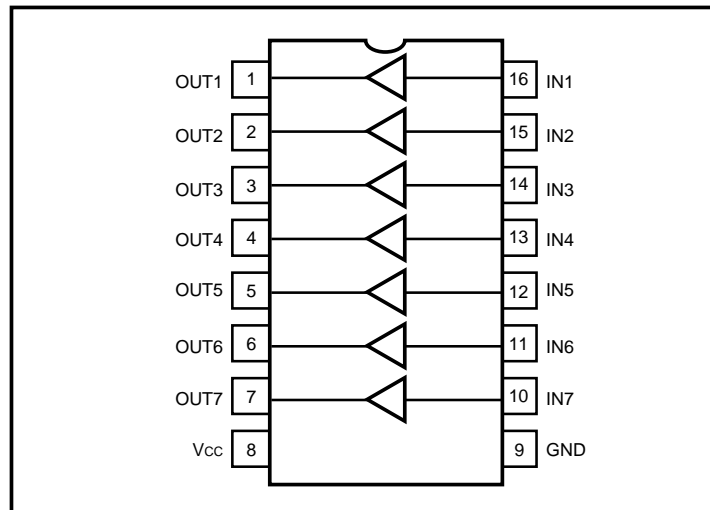 OUT1 1 16 IN1
OUT2 2 15 IN2
OUT3 3 14 IN3
OUT4 4 13 IN4
OUT5 5 12 IN5
OUT6 6 11 IN6
OUT7 7 10 IN7
Vcc 8 9 GND